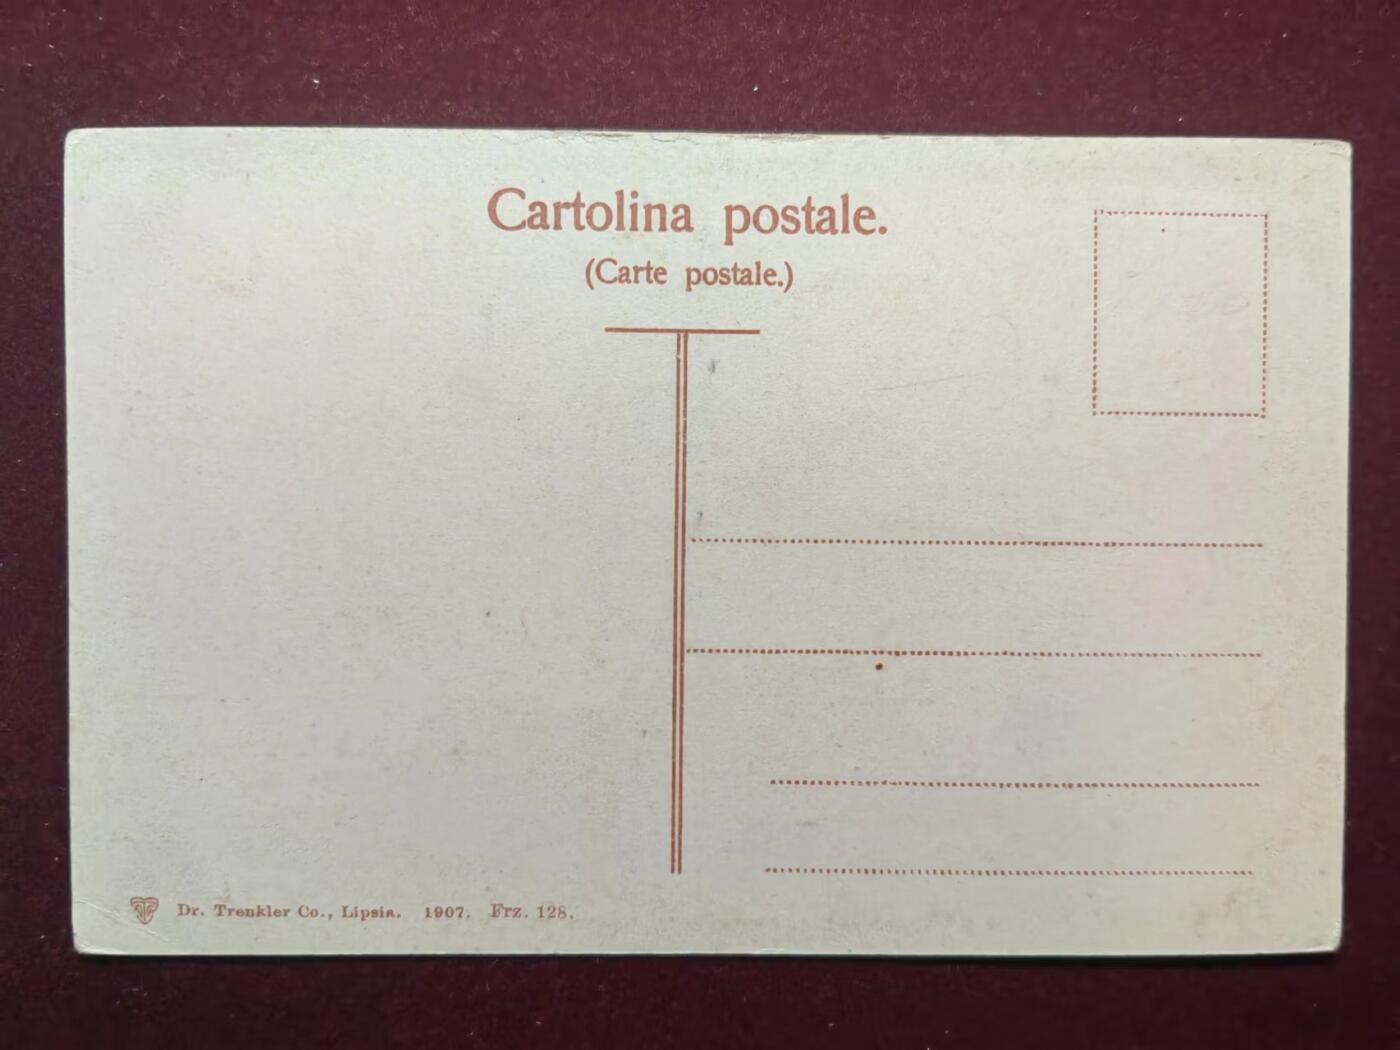 Cartolina postale.
(Carte postale.)
Dr. Trenkler Co., Lipsia. 1907. Frz. 128.